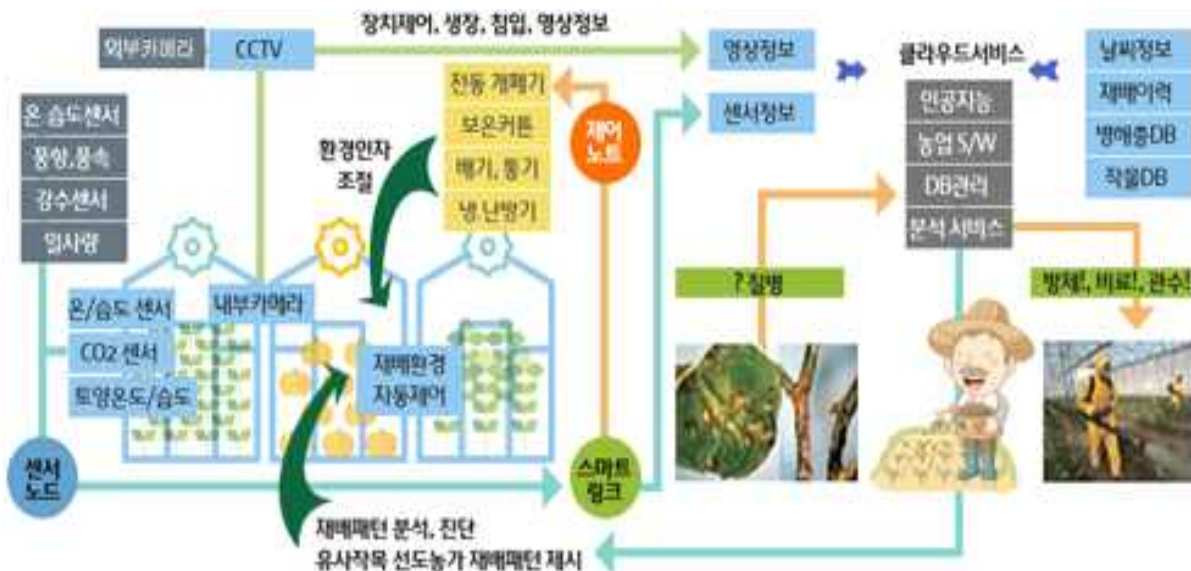 장치제어, 생장, 침입, 영상정보
외부카메라
CCTV
영상정보
센서정보
클라우드서비스
인공지능
농업 S/W
DB관리
분석 서비스
날씨정보
재배이력
병해충DB
작물DB
온 습도센서
풍향,풍속
감수센서
일사량
전동 개폐기
보온커튼
배기, 통기
냉.난방기
환경인자
조절
제어
노트
온/습도 센서
CO2 센서
토양온도/습도
내부카메라
재배환경
자동제어
?질병
방제!, 비료!, 관수!
센서
노드
스마트
링크
재배패턴 분석, 진단
유사작목 선도농가 재배패턴 제시